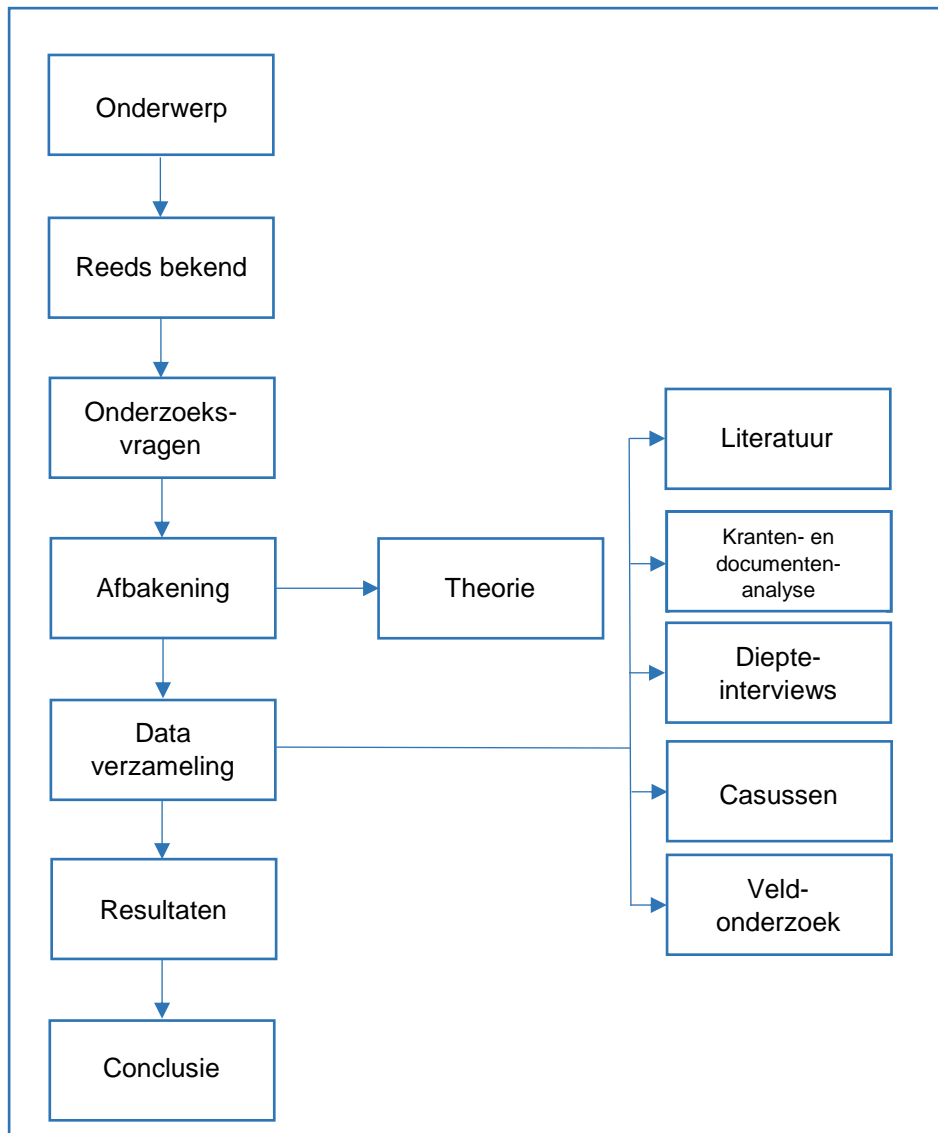 Onderwerp
Reeds bekend
Onderzoeks-
vragen
Afbakening
Theorie
Data
verzameling
Resultaten
Conclusie
Literatuur
Kranten- en
documenten-
analyse
Diepte-
interviews
Casussen
Veld-
onderzoek